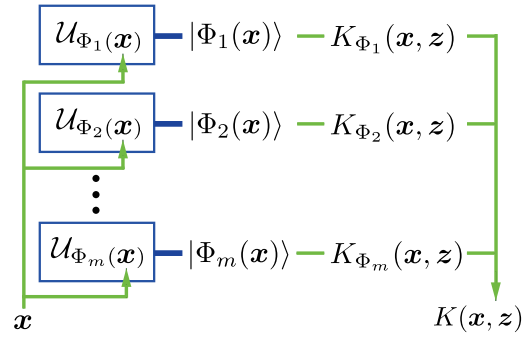 𝒰_{Φ₁(𝒙)} |Φ₁(𝒙)⟩ K_{Φ₁}(𝒙, 𝒛)
𝒰_{Φ₂(𝒙)} |Φ₂(𝒙)⟩ K_{Φ₂}(𝒙, 𝒛)
⋮
𝒰_{Φₘ(𝒙)} |Φₘ(𝒙)⟩ K_{Φₘ}(𝒙, 𝒛)
𝒙 K(𝒙, 𝒛)